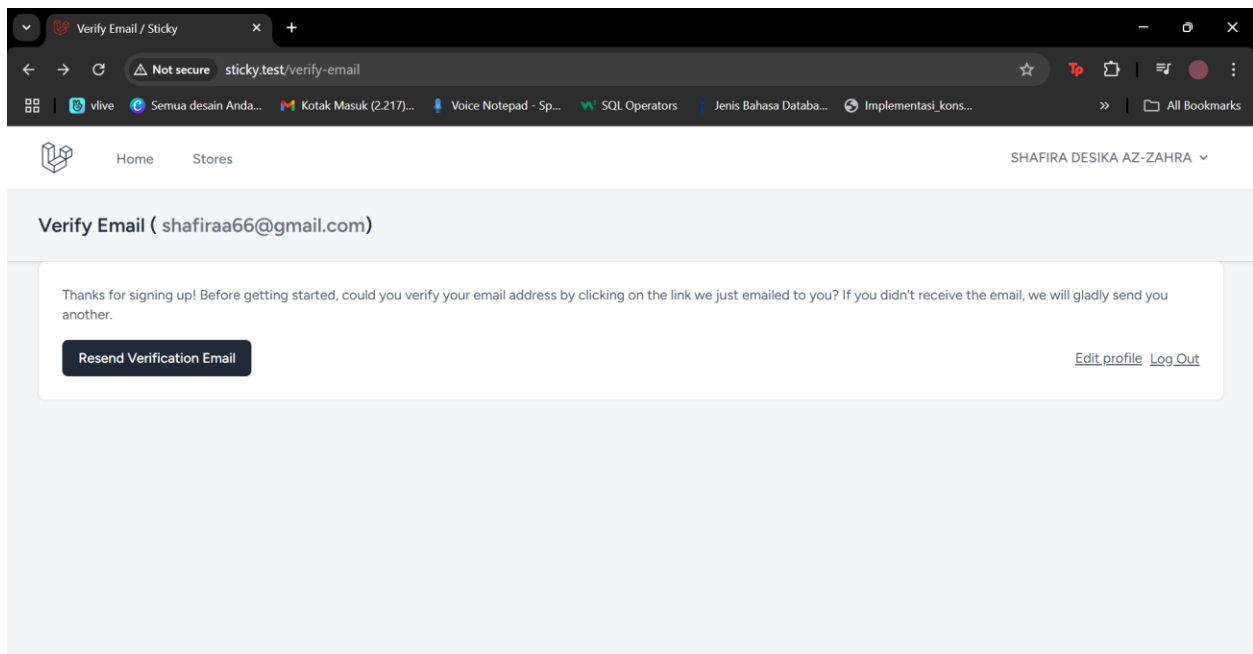 Verify Email / Sticky
Not secure sticky.test/verify-email
Tp
vlive Semua desain Anda... Kotak Masuk (2.217)... Voice Notepad - Sp... SQL Operators Jenis Bahasa Databa... Implementasi_kons... » All Bookmarks
Home Stores SHAFIRA DESIKA AZ-ZAHRA
Verify Email ( shafiraa66@gmail.com)
Thanks for signing up! Before getting started, could you verify your email address by clicking on the link we just emailed to you? If you didn't receive the email, we will gladly send you
another.
Resend Verification Email Edit profile Log Out